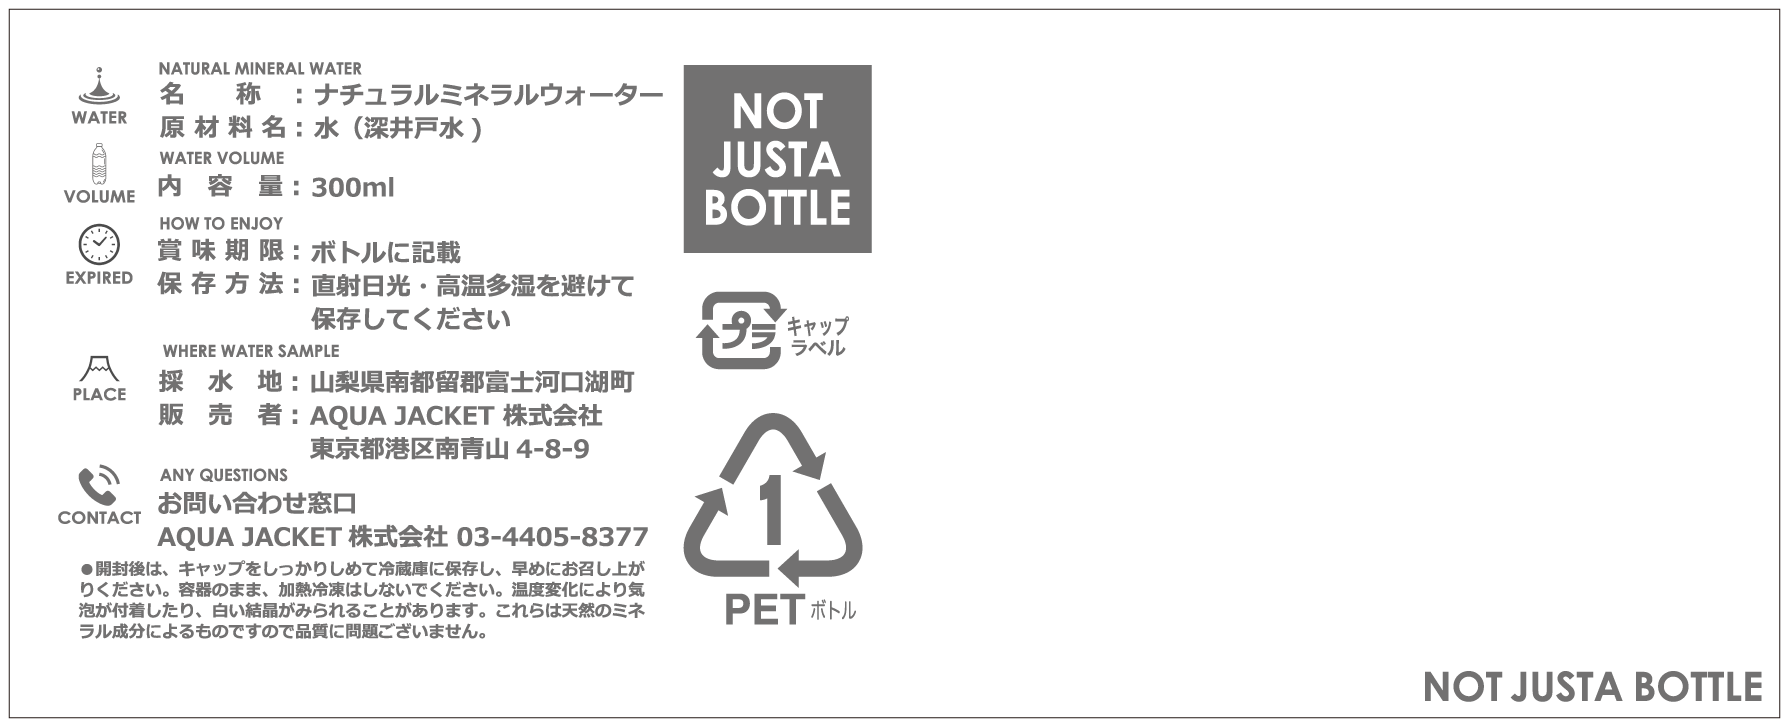 WATER
NATURAL MINERAL WATER
名称：ナチュラルミネラルウォーター
原材料名：水（深井戸水)
VOLUME
WATER VOLUME
内容量：300ml
EXPIRED
HOW TO ENJOY
賞味期限：ボトルに記載
保存方法：直射日光・高温多湿を避けて
保存してください
PLACE
WHERE WATER SAMPLE
採水地：山梨県南都留郡富士河口湖町
販売者：AQUA JACKET 株式会社
東京都港区南青山 4-8-9
CONTACT
ANY QUESTIONS
お問い合わせ窓口
AQUA JACKET 株式会社 03-4405-8377
●開封後は、キャップをしっかりしめて冷蔵庫に保存し、早めにお召し上が
りください。容器のまま、加熱冷凍はしないでください。温度変化により気
泡が付着したり、白い結晶がみられることがあります。これらは天然のミネ
ラル成分によるものですので品質に問題ございません。
NOT
JUSTA
BOTTLE
プラ
キャップ
ラベル
1
PET ボトル
NOT JUSTA BOTTLE